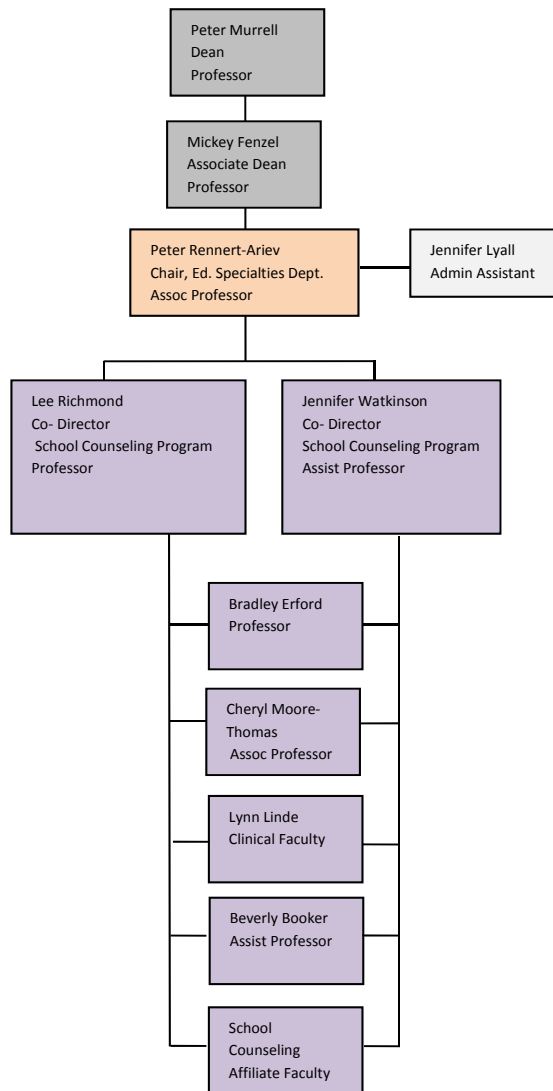 Peter Murrell
Dean
Professor
Mickey Fenzel
Associate Dean
Professor
Peter Rennert-Ariev
Chair, Ed. Specialties Dept.
Assoc Professor
Jennifer Lyall
Admin Assistant
Lee Richmond
Co- Director
School Counseling Program
Professor
Jennifer Watkinson
Co- Director
School Counseling Program
Assist Professor
Bradley Erford
Professor
Cheryl Moore-
Thomas
Assoc Professor
Lynn Linde
Clinical Faculty
Beverly Booker
Assist Professor
School
Counseling
Affiliate Faculty